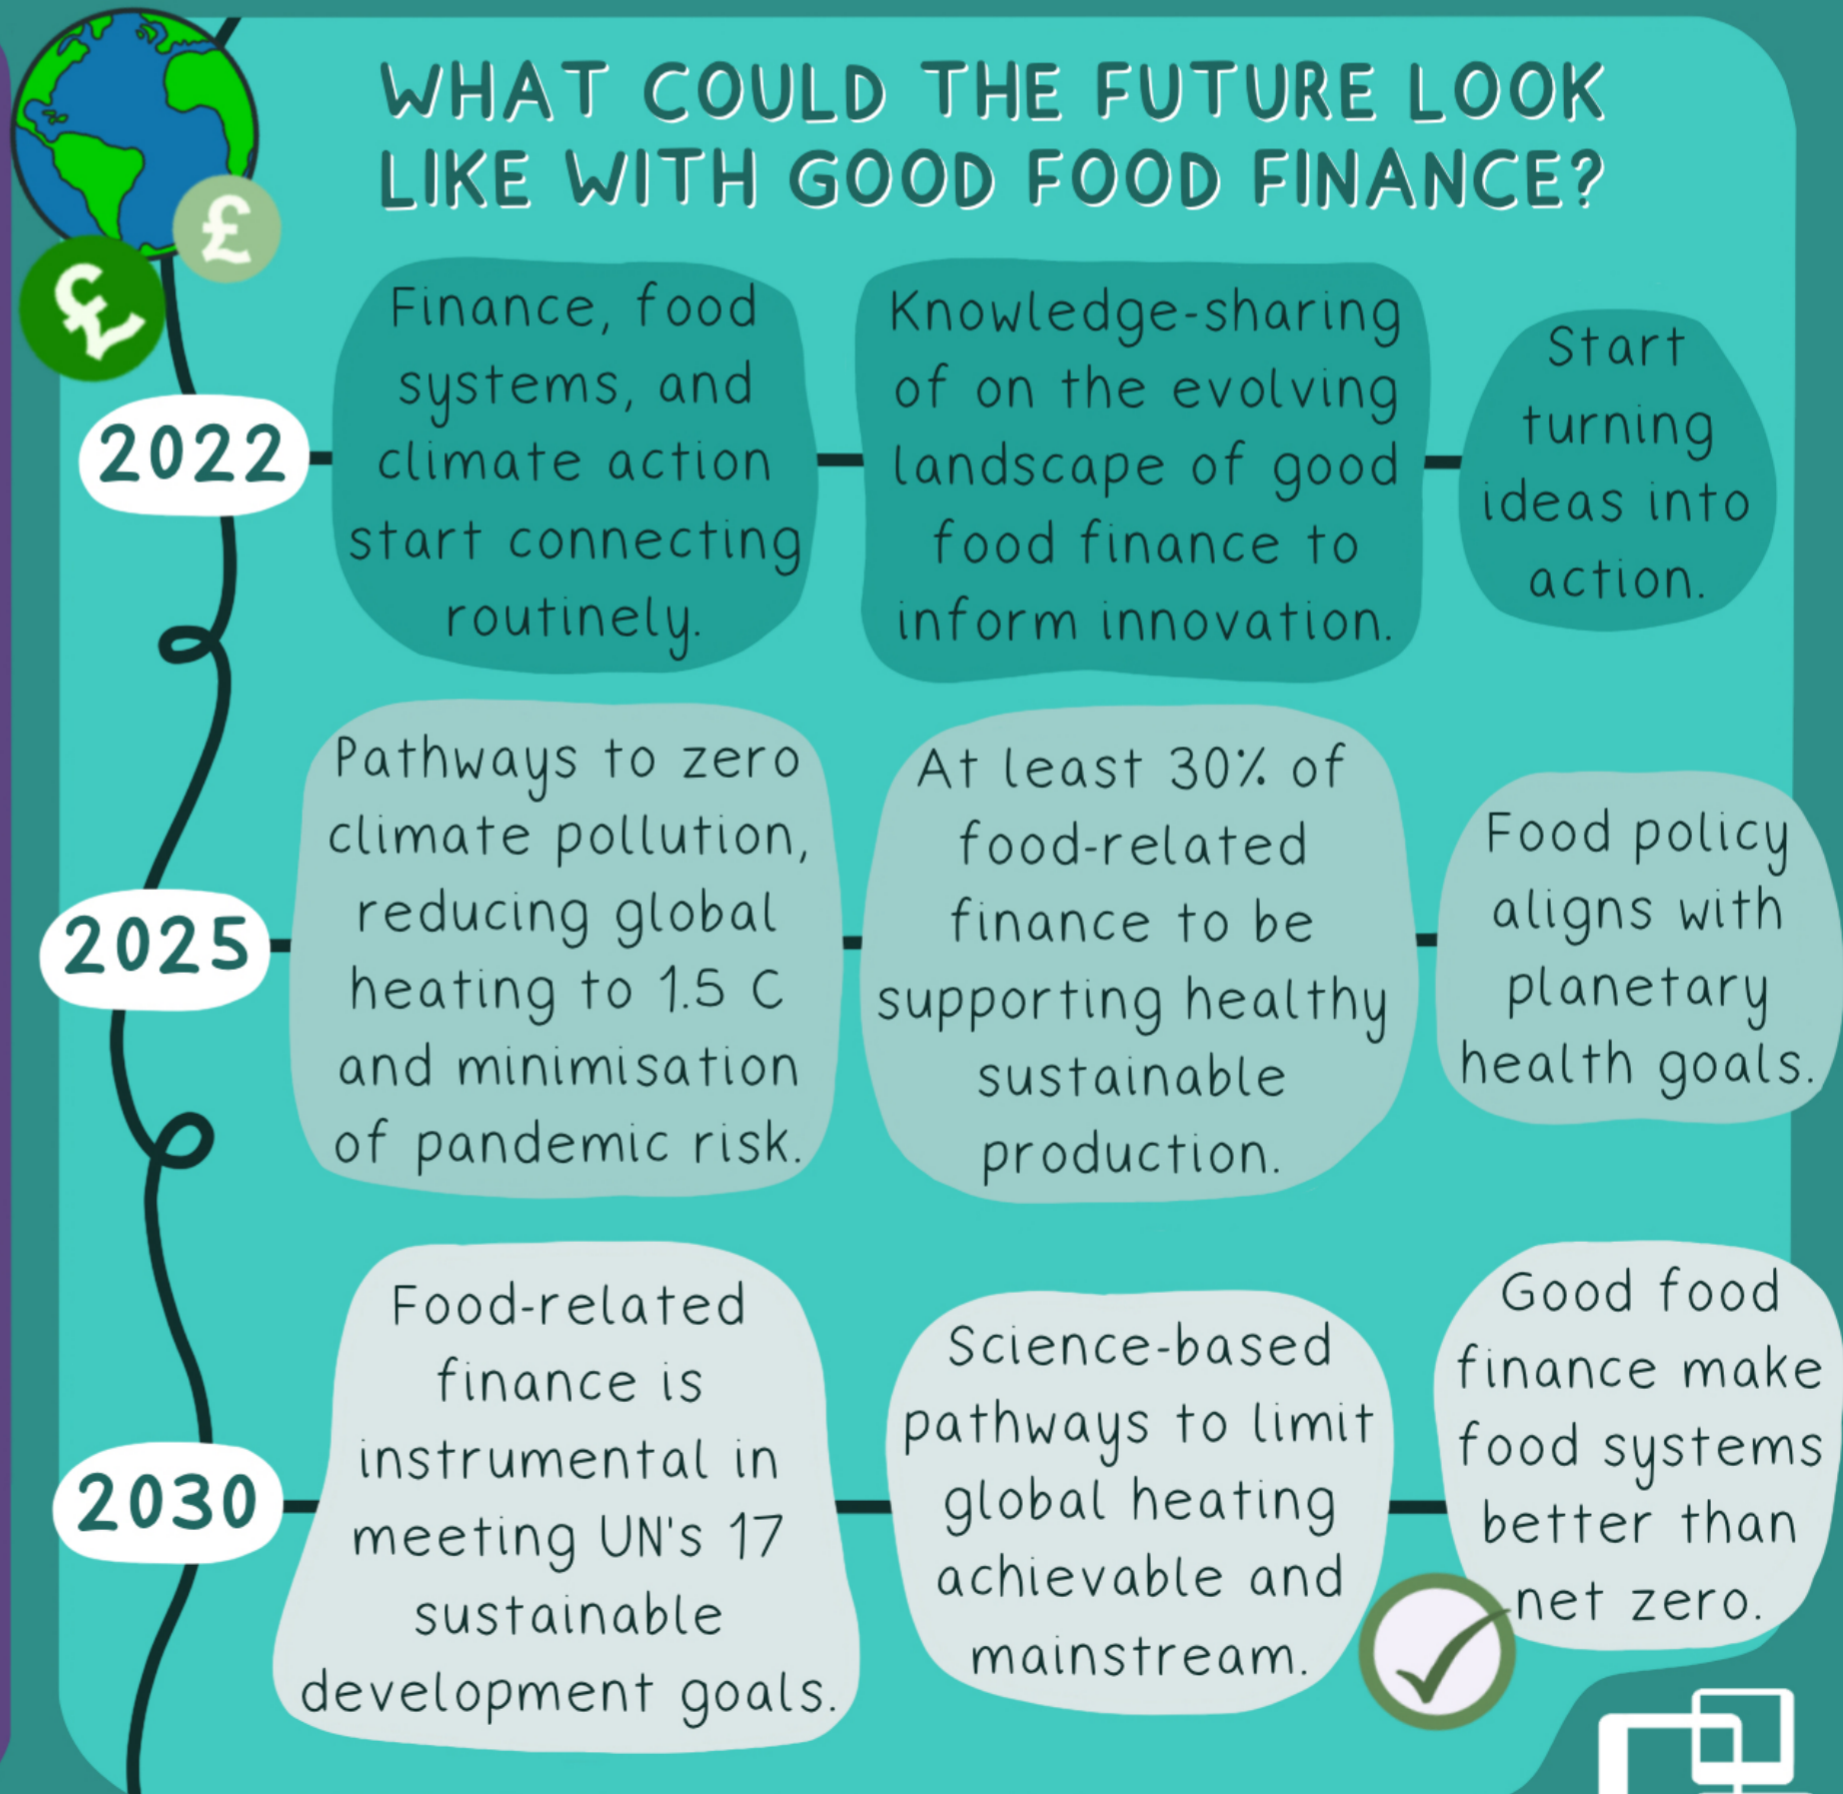 WHAT COULD THE FUTURE LOOK
LIKE WITH GOOD FOOD FINANCE?
£
£
2022
Finance, food
systems, and
climate action
start connecting
routinely.
Knowledge-sharing
of on the evolving
landscape of good
food finance to
inform innovation.
Start
turning
ideas into
action.
2025
Pathways to zero
climate pollution,
reducing global
heating to 1.5 C
and minimisation
of pandemic risk.
At least 30% of
food-related
finance to be
supporting healthy
sustainable
production.
Food policy
aligns with
planetary
health goals.
2030
Food-related
finance is
instrumental in
meeting UN's 17
sustainable
development goals.
Science-based
pathways to limit
global heating
achievable and
mainstream.
Good food
finance make
food systems
better than
net zero.